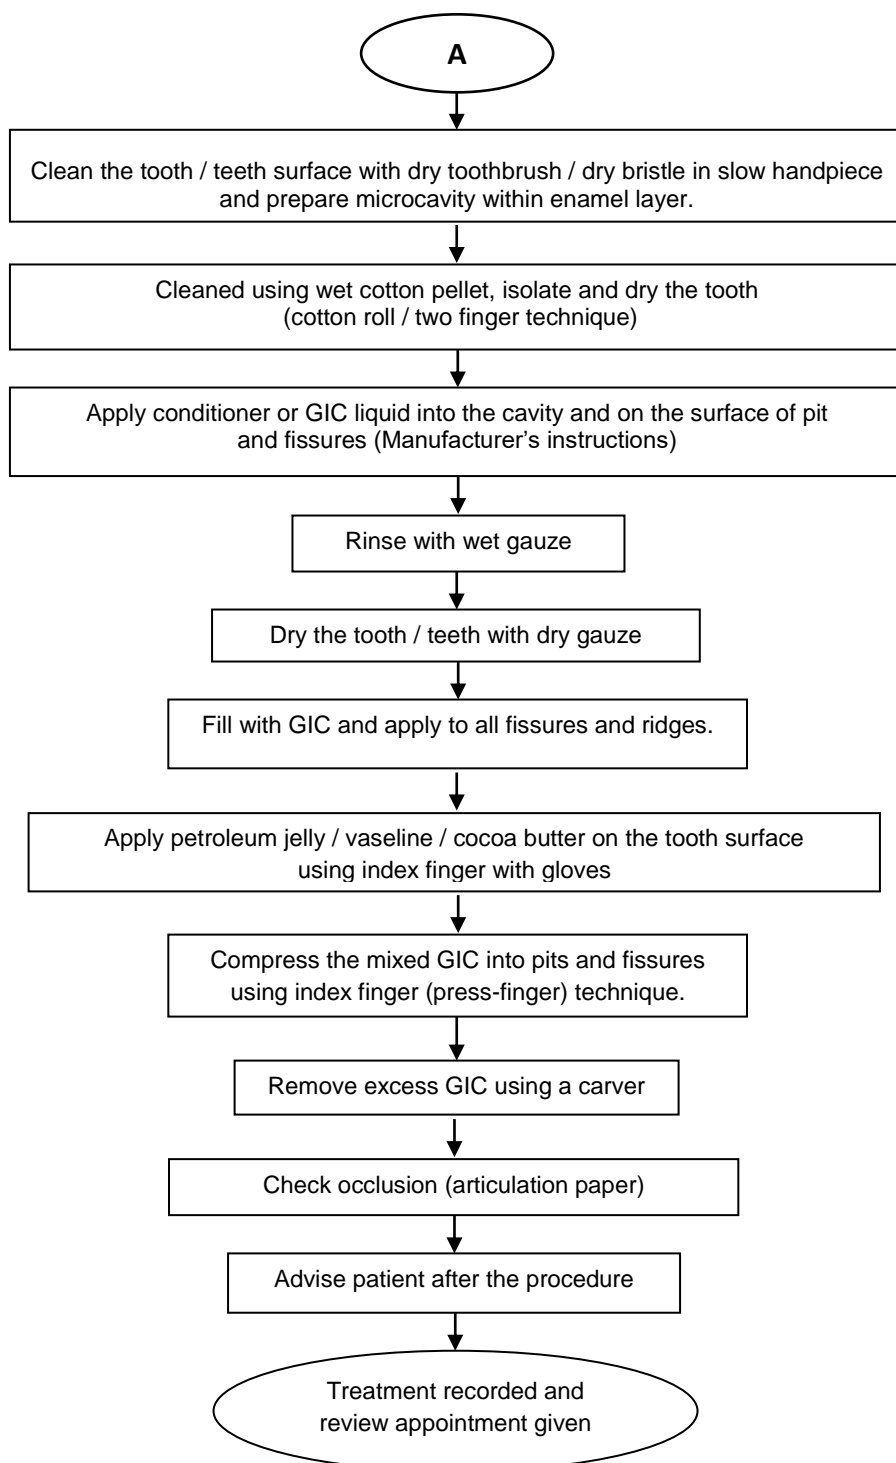 A
Clean the tooth / teeth surface with dry toothbrush / dry bristle in slow handpiece
and prepare microcavity within enamel layer.
Cleaned using wet cotton pellet, isolate and dry the tooth
(cotton roll / two finger technique)
Apply conditioner or GIC liquid into the cavity and on the surface of pit
and fissures (Manufacturer’s instructions)
Rinse with wet gauze
Dry the tooth / teeth with dry gauze
Fill with GIC and apply to all fissures and ridges.
Apply petroleum jelly / vaseline / cocoa butter on the tooth surface
using index finger with gloves
Compress the mixed GIC into pits and fissures
using index finger (press-finger) technique.
Remove excess GIC using a carver
Check occlusion (articulation paper)
Advise patient after the procedure
Treatment recorded and
review appointment given